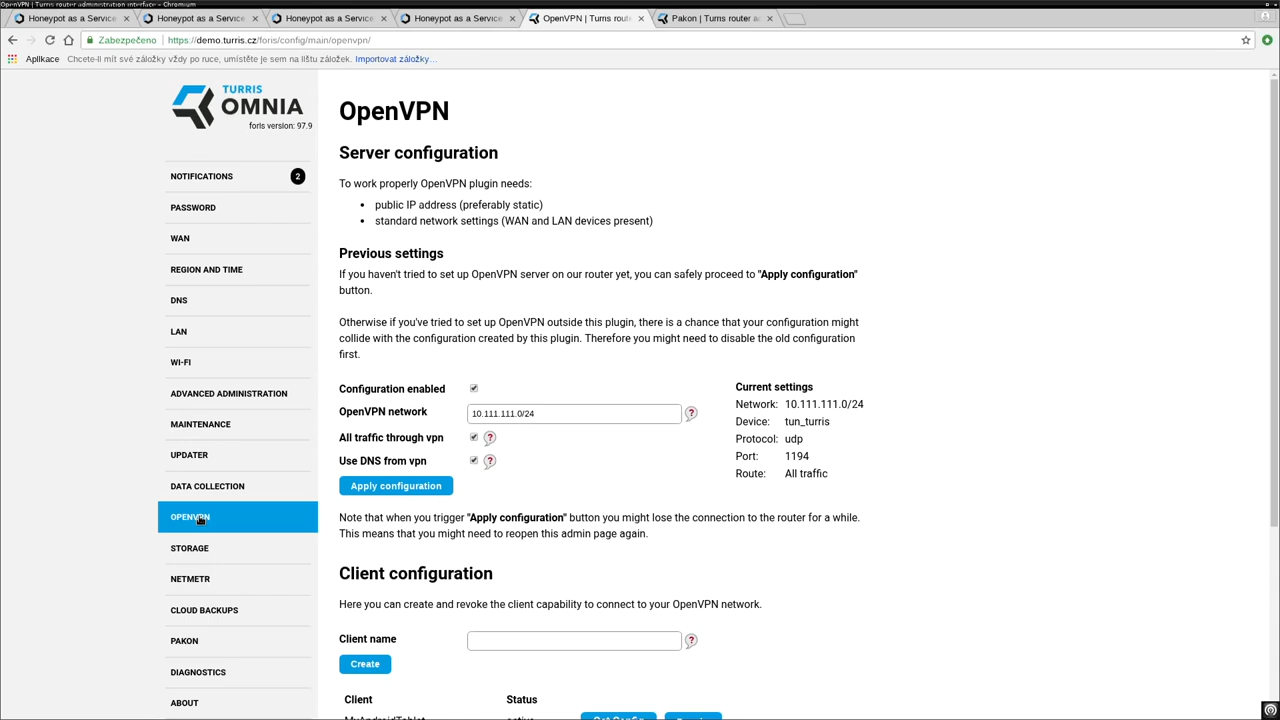 OpenVPN | Turris router administration interface - Chromium
Honeypot as a Service
Honeypot as a Service
Honeypot as a Service
Honeypot as a Service
OpenVPN | Turris router
Pakon | Turris router
Zabezpečeno
https://demo.turris.cz/foris/config/main/openvpn/
Aplikace
Chcete-li mít své záložky vždy po ruce, umístěte je sem na lištu záložek.
Importovat záložky…
TURRIS
OMNIA
foris version: 97.9
NOTIFICATIONS 2
PASSWORD
WAN
REGION AND TIME
DNS
LAN
WI-FI
ADVANCED ADMINISTRATION
MAINTENANCE
UPDATER
DATA COLLECTION
OPENVPN
STORAGE
NETMETR
CLOUD BACKUPS
PAKON
DIAGNOSTICS
ABOUT
OpenVPN
Server configuration
To work properly OpenVPN plugin needs:
• public IP address (preferably static)
• standard network settings (WAN and LAN devices present)
Previous settings
If you haven't tried to set up OpenVPN server on our router yet, you can safely proceed to "Apply configuration"
button.
Otherwise if you've tried to set up OpenVPN outside this plugin, there is a chance that your configuration might
collide with the configuration created by this plugin. Therefore you might need to disable the old configuration
first.
Configuration enabled
OpenVPN network 10.111.111.0/24 ?
All traffic through vpn ?
Use DNS from vpn ?
Apply configuration
Current settings
Network: 10.111.111.0/24
Device: tun_turris
Protocol: udp
Port: 1194
Route: All traffic
Note that when you trigger "Apply configuration" button you might lose the connection to the router for a while.
This means that you might need to reopen this admin page again.
Client configuration
Here you can create and revoke the client capability to connect to your OpenVPN network.
Client name ?
Create
Client Status
MyAndroidTablet active Get Config